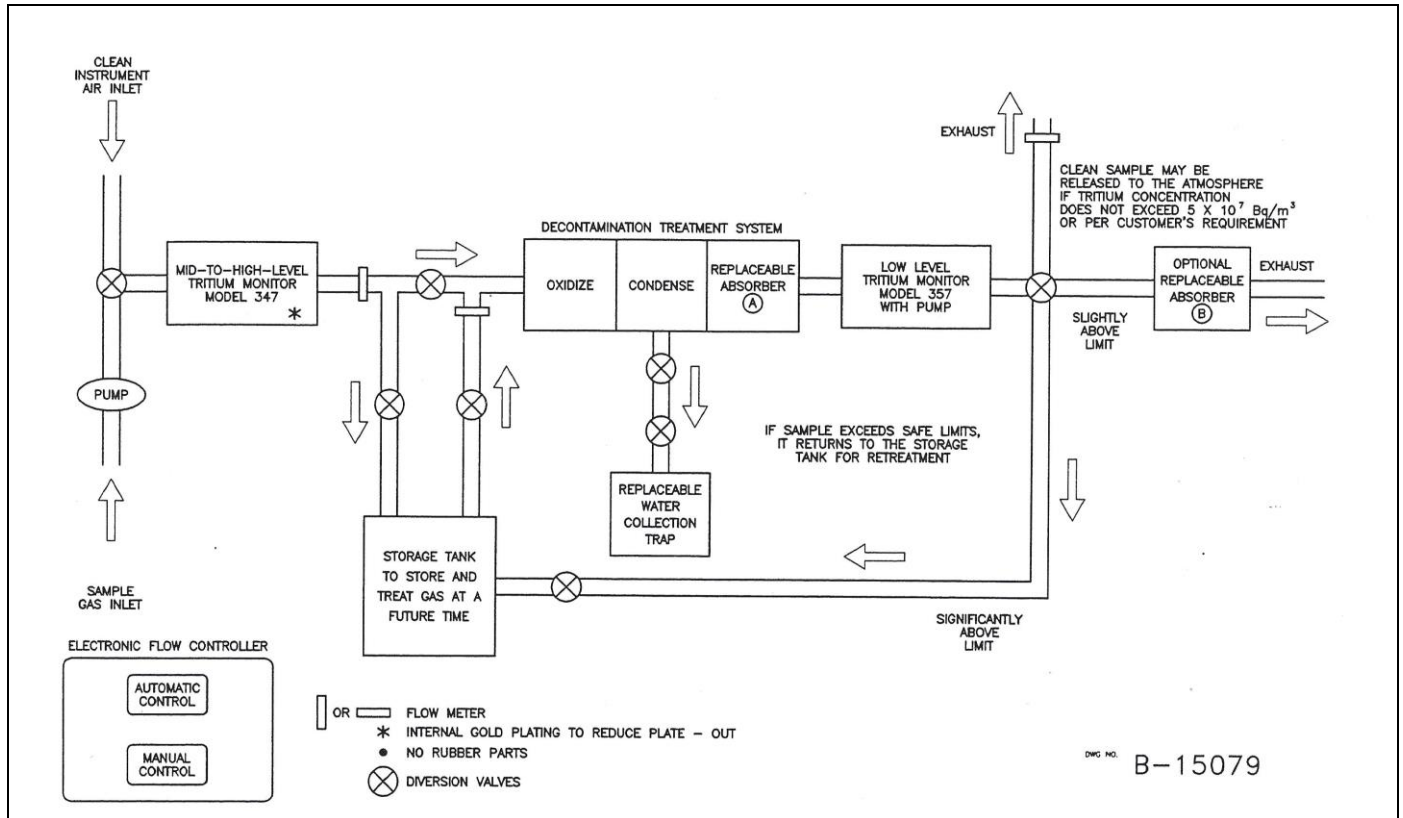 CLEAN
INSTRUMENT
AIR INLET
PUMP
SAMPLE
GAS INLET
MID-TO-HIGH-LEVEL
TRITIUM MONITOR
MODEL 347
*
DECONTAMINATION TREATMENT SYSTEM
OXIDIZE
CONDENSE
REPLACEABLE
ABSORBER
A
LOW LEVEL
TRITIUM MONITOR
MODEL 357
WITH PUMP
EXHAUST
CLEAN SAMPLE MAY BE
RELEASED TO THE ATMOSPHERE
IF TRITIUM CONCENTRATION
DOES NOT EXCEED 5 X 10⁷ Bq/m³
OR PER CUSTOMER'S REQUIREMENT
SLIGHTLY
ABOVE
LIMIT
OPTIONAL
REPLACEABLE
ABSORBER
B
EXHAUST
IF SAMPLE EXCEEDS SAFE LIMITS,
IT RETURNS TO THE STORAGE
TANK FOR RETREATMENT
REPLACEABLE
WATER
COLLECTION
TRAP
STORAGE TANK
TO STORE AND
TREAT GAS AT A
FUTURE TIME
SIGNIFICANTLY
ABOVE
LIMIT
ELECTRONIC FLOW CONTROLLER
AUTOMATIC
CONTROL
MANUAL
CONTROL
OR FLOW METER
* INTERNAL GOLD PLATING TO REDUCE PLATE - OUT
• NO RUBBER PARTS
DIVERSION VALVES
DWG NO. B-15079